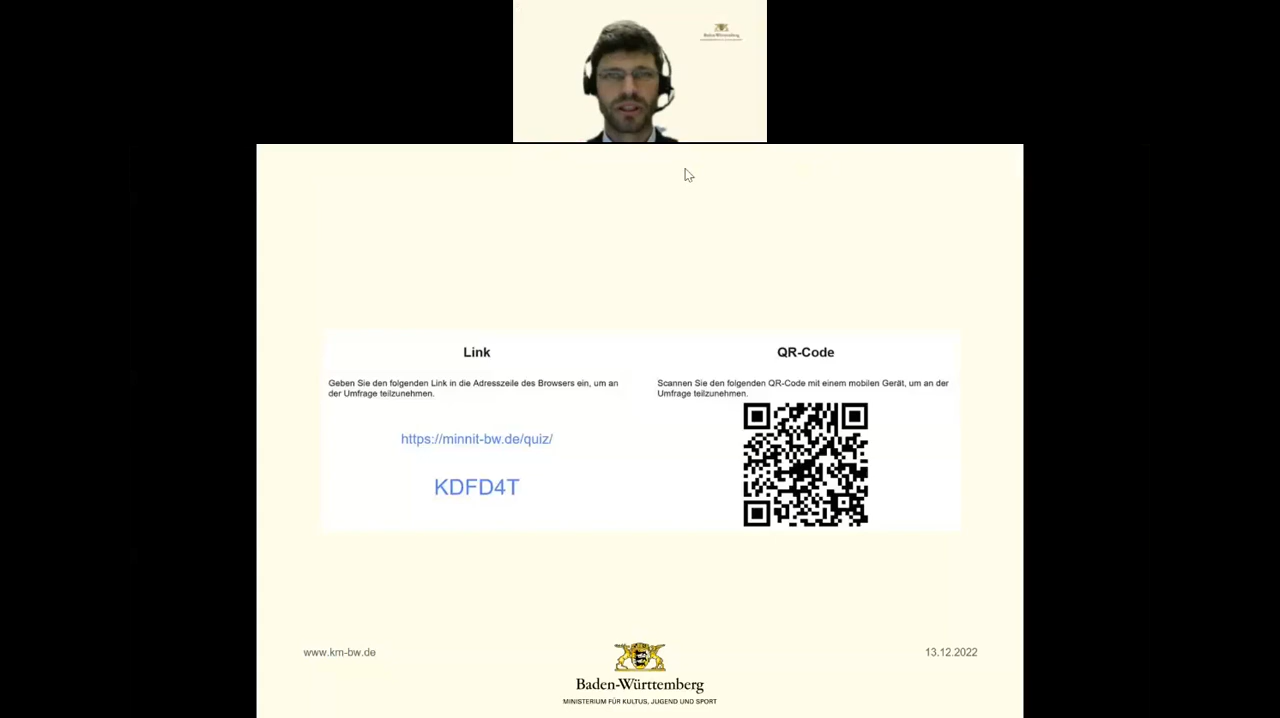 Baden-Württemberg
Link
Geben Sie den folgenden Link in die Adresszeile des Browsers ein, um an
der Umfrage teilzunehmen.
https://minnit-bw.de/quiz/
KDFD4T
QR-Code
Scannen Sie den folgenden QR-Code mit einem mobilen Gerät, um an der
Umfrage teilzunehmen.
www.km-bw.de
Baden-Württemberg
MINISTERIUM FÜR KULTUS, JUGEND UND SPORT
13.12.2022